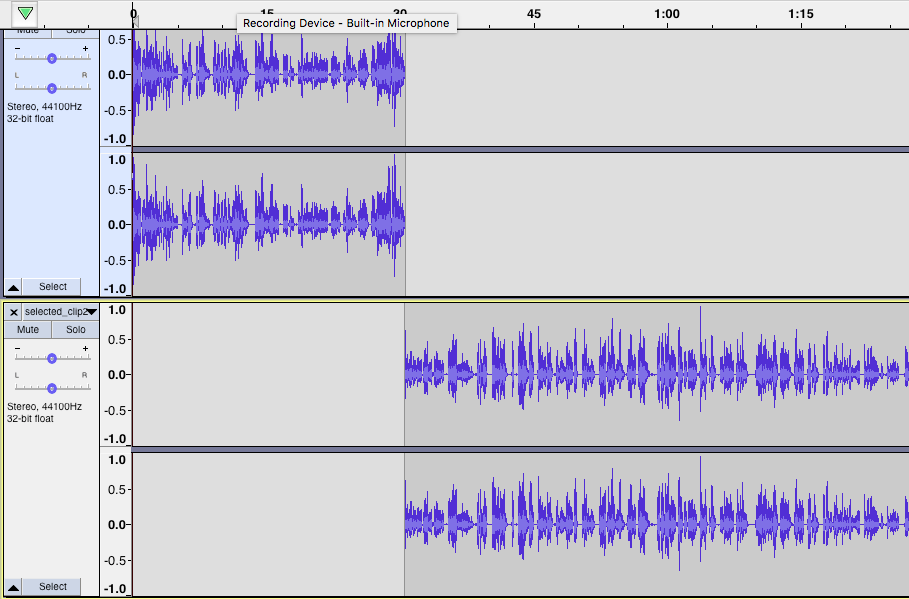 0 15 30 45 1:00 1:15
Recording Device - Built-in Microphone
Mute Solo
- +
L R
Stereo, 44100Hz
32-bit float
0.5
0.0
-0.5
-1.0
1.0
0.5
0.0
-0.5
-1.0
Select
selected_clip2
Mute Solo
- +
L R
Stereo, 44100Hz
32-bit float
1.0
0.5
0.0
-0.5
-1.0
1.0
0.5
0.0
-0.5
-1.0
Select